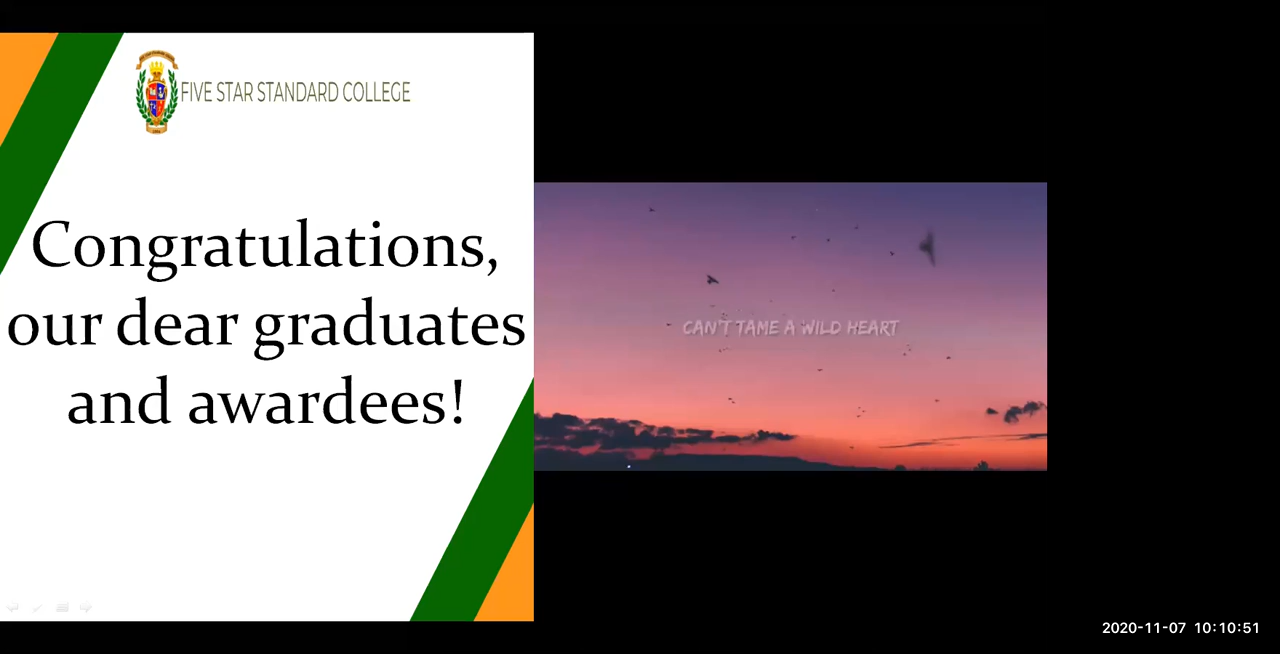 FIVE STAR STANDARD COLLEGE
Congratulations,
our dear graduates
and awardees!
CAN'T TAME A WILD HEART
2020-11-07 10:10:51